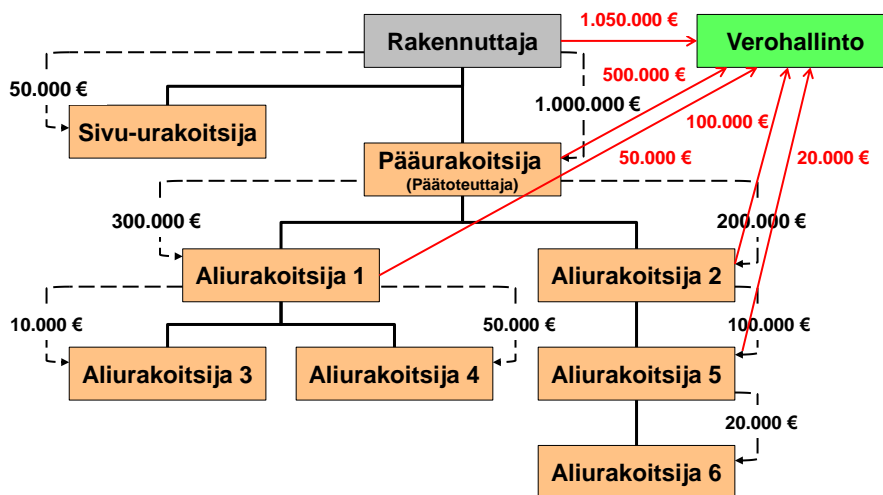 1.050.000 €
Rakennuttaja
Verohallinto
50.000 €
500.000 €
1.000.000 €
100.000 €
Sivu-urakoitsija
Pääurakoitsija
(Päätoteuttaja)
50.000 €
20.000 €
300.000 €
200.000 €
Aliurakoitsija 1
Aliurakoitsija 2
10.000 €
50.000 €
100.000 €
Aliurakoitsija 3
Aliurakoitsija 4
Aliurakoitsija 5
20.000 €
Aliurakoitsija 6